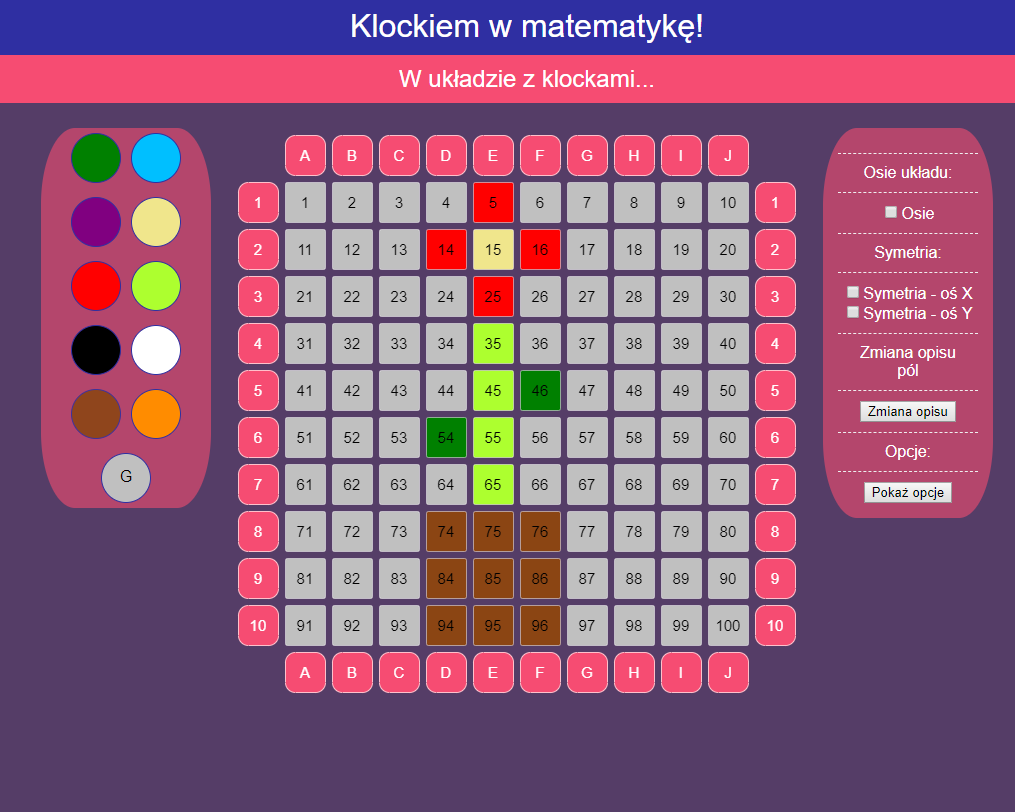 Klockiem w matematykę!
W układzie z klockami...
A B C D E F G H I J
1 1 2 3 4 5 6 7 8 9 10 1
2 11 12 13 14 15 16 17 18 19 20 2
3 21 22 23 24 25 26 27 28 29 30 3
4 31 32 33 34 35 36 37 38 39 40 4
5 41 42 43 44 45 46 47 48 49 50 5
6 51 52 53 54 55 56 57 58 59 60 6
7 61 62 63 64 65 66 67 68 69 70 7
8 71 72 73 74 75 76 77 78 79 80 8
9 81 82 83 84 85 86 87 88 89 90 9
10 91 92 93 94 95 96 97 98 99 100 10
A B C D E F G H I J
G
Osie układu:
Osie
Symetria:
Symetria - oś X
Symetria - oś Y
Zmiana opisu
pól
Zmiana opisu
Opcje:
Pokaż opcje